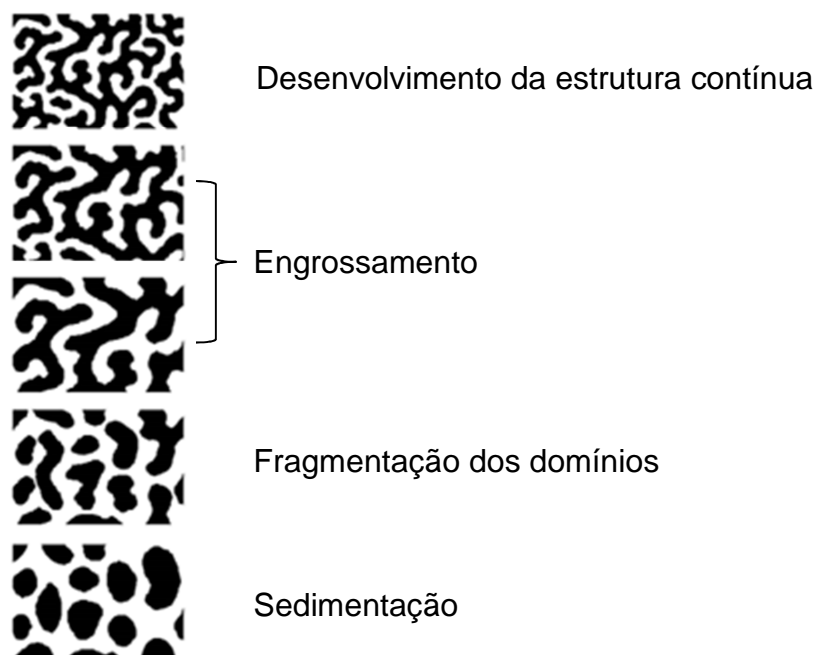 Desenvolvimento da estrutura contínua
Engrossamento
Fragmentação dos domínios
Sedimentação